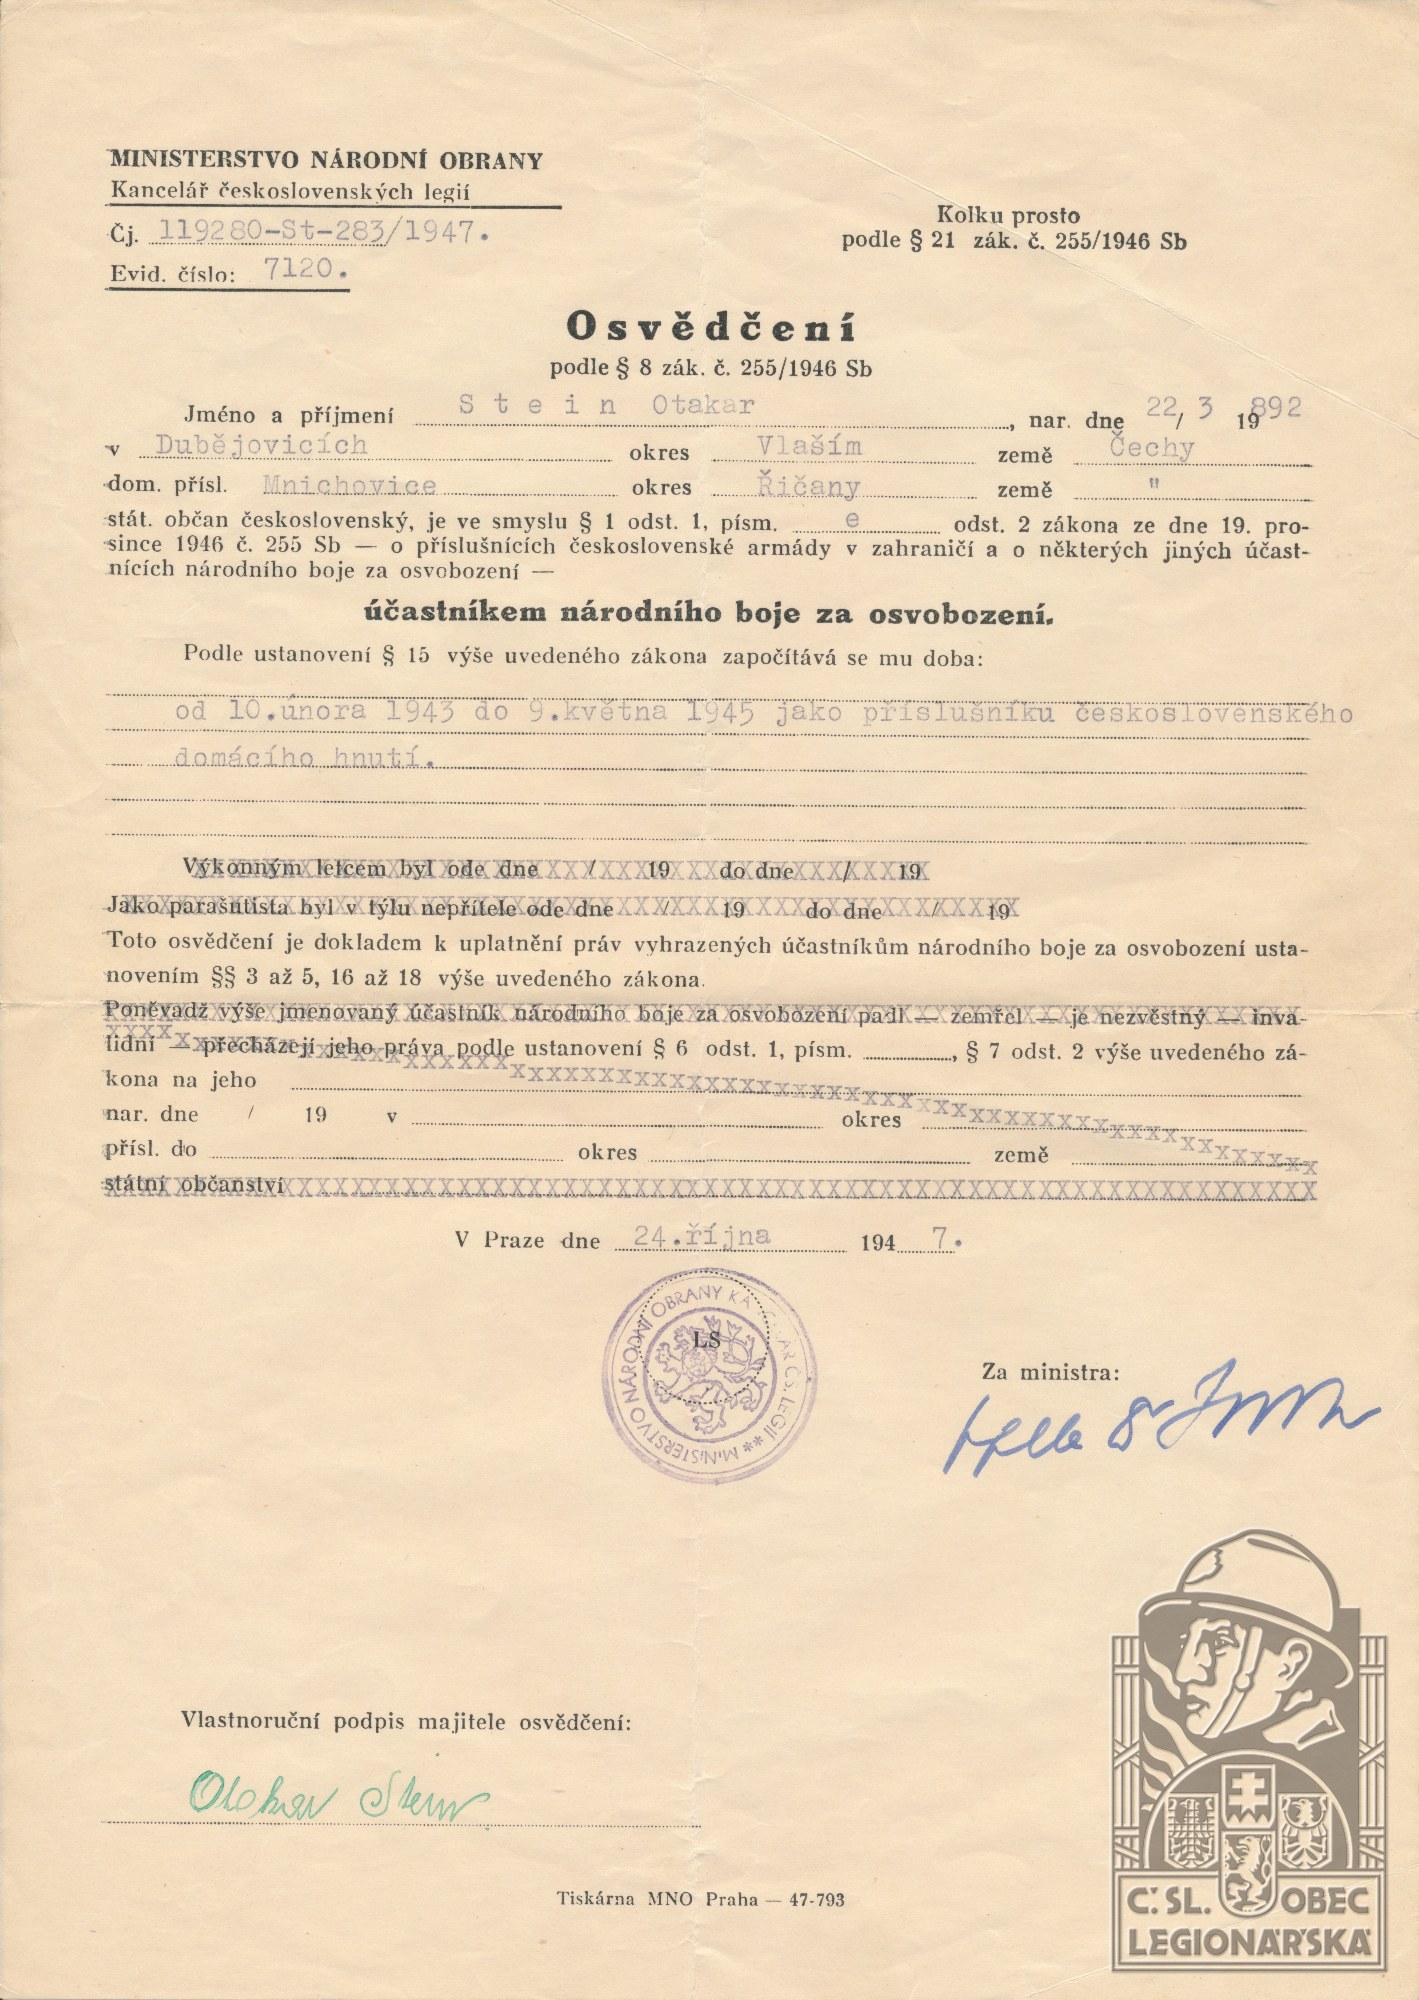 MINISTERSTVO NÁRODNÍ OBRANY
Kancelář československých legií
Čj. 119280-St-283/1947.
Evid. číslo: 7120.
Kolku prosto
podle § 21 zák. č. 255/1946 Sb
Osvědčení
podle § 8 zák. č. 255/1946 Sb
Jméno a příjmení Stein Otakar, nar. dne 22/3 19892
v Dubějovicích okres Vlaším země Čechy
dom. přísl. Mnichovice okres Říčany země "
stát. občan československý, je ve smyslu § 1 odst. 1, písm. e odst. 2 zákona ze dne 19. pro-
since 1946 č. 255 Sb — o příslušnících československé armády v zahraničí a o některých jiných účast-
nících národního boje za osvobození —
účastníkem národního boje za osvobození.
Podle ustanovení § 15 výše uvedeného zákona započítává se mu doba:
od 10.února 1943 do 9.května 1945 jako příslušníku československého
domácího hnutí.
Výkonným letcem byl ode dne / 19 do dne / 19
Jako parašutista byl v týlu nepřítele ode dne / 19 do dne / 19
Toto osvědčení je dokladem k uplatnění práv vyhrazených účastníkům národního boje za osvobození usta-
novením §§ 3 až 5, 16 až 18 výše uvedeného zákona.
Poněvadž výše jmenovaný účastník národního boje za osvobození padl — zemřel — je nezvěstný — inva-
lidní — přecházejí jeho práva podle ustanovení § 6 odst. 1, písm. , § 7 odst. 2 výše uvedeného zá-
kona na jeho
nar. dne / 19 v okres
přísl. do okres země
státní občanství
V Praze dne 24.října 1947.
MINISTERSTVO NÁRODNÍ OBRANY KANCELÁŘ ČS. LEGIÍ **
LS
Za ministra:
Vlastnoruční podpis majitele osvědčení:
Otakar Stein
Tiskárna MNO Praha — 47-793
Č.SL. OBEC
LEGIONÁŘSKÁ